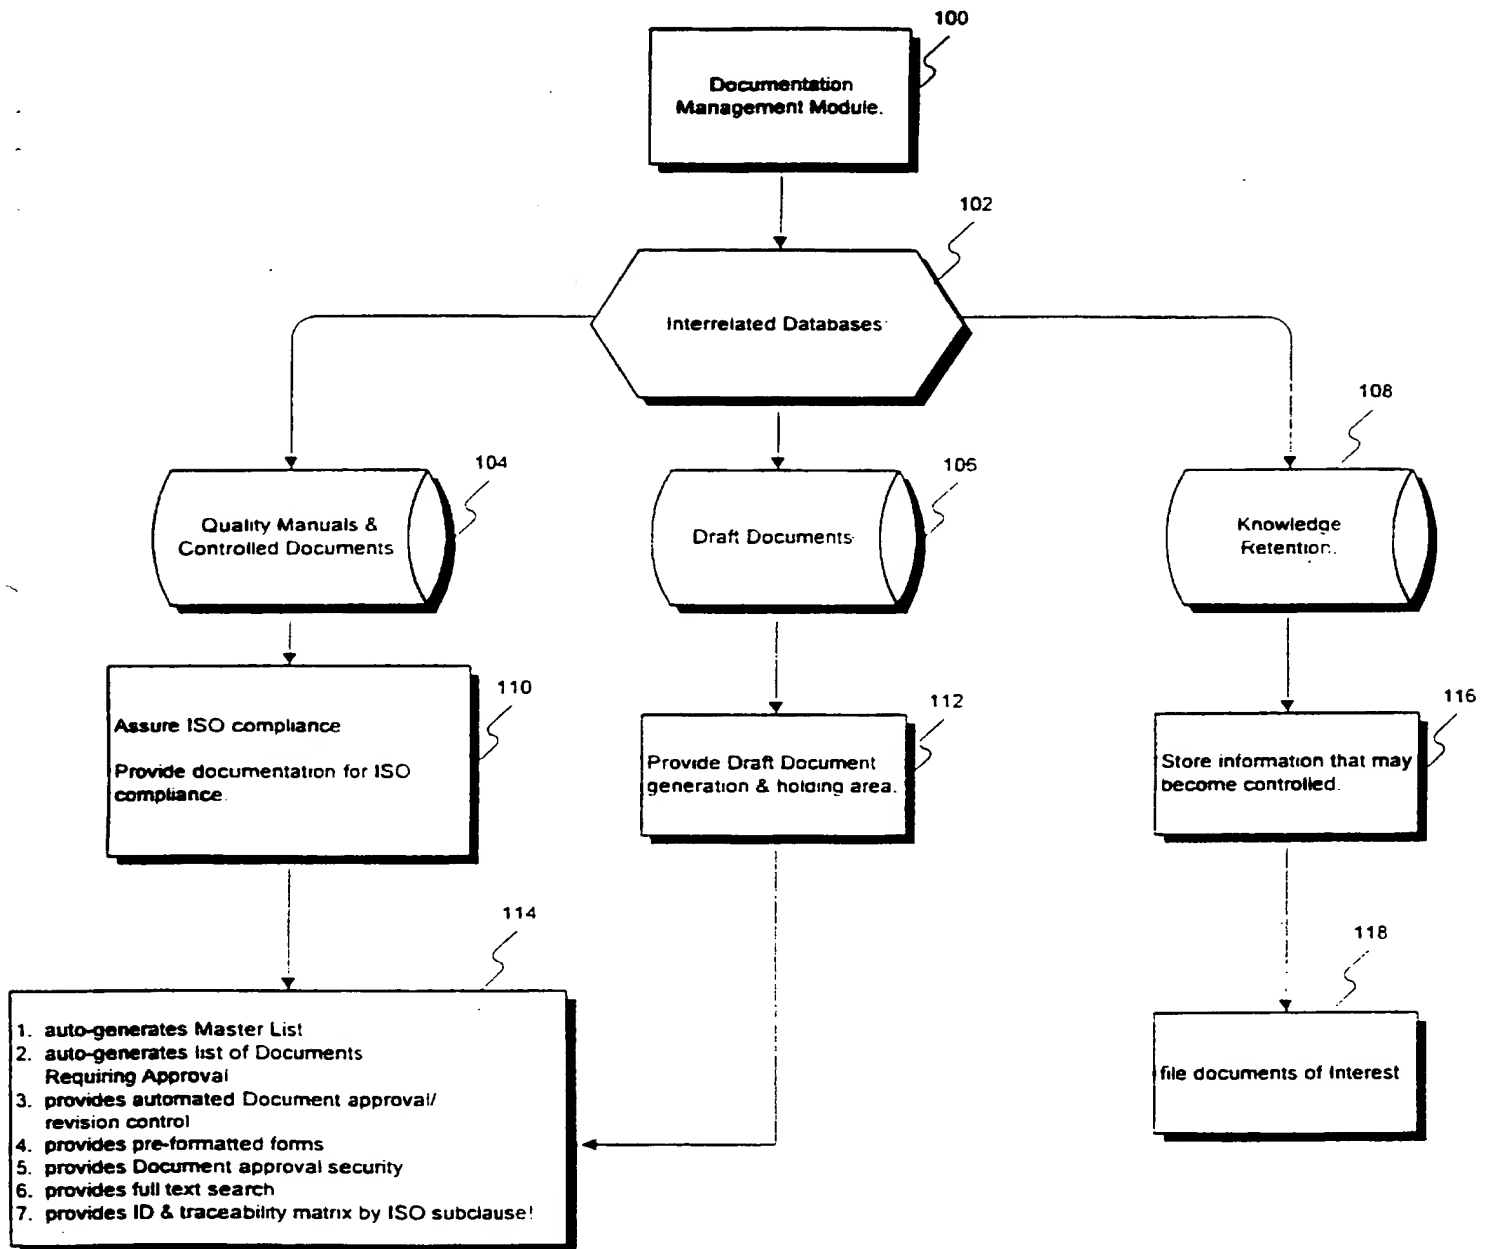 100
Documentation
Management Module.
102
Interrelated Databases
104
Quality Manuals &
Controlled Documents
106
Draft Documents
108
Knowledge
Retention.
110
Assure ISO compliance
Provide documentation for ISO
compliance.
112
Provide Draft Document
generation & holding area.
116
Store information that may
become controlled.
114
1. auto-generates Master List
2. auto-generates list of Documents
Requiring Approval
3. provides automated Document approval/
revision control
4. provides pre-formatted forms
5. provides Document approval security
6. provides full text search
7. provides ID & traceability matrix by ISO subclause!
118
file documents of Interest